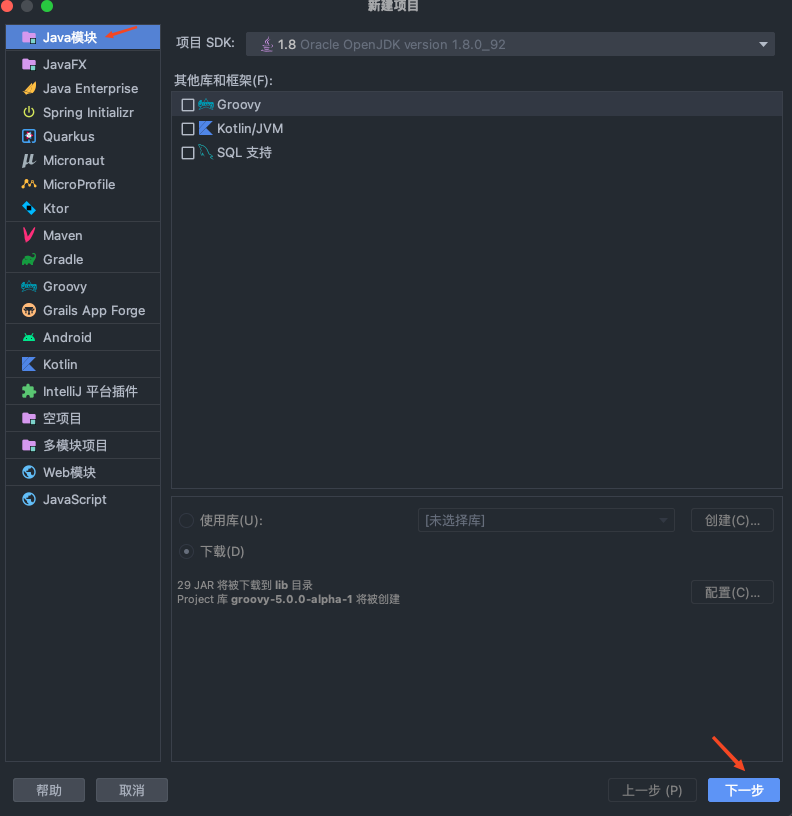 新建项目
Java模块
JavaFX
Java Enterprise
Spring Initializr
Quarkus
Micronaut
MicroProfile
Ktor
Maven
Gradle
Groovy
Grails App Forge
Android
Kotlin
IntelliJ 平台插件
空项目
多模块项目
Web模块
JavaScript
项目 SDK:
1.8 Oracle OpenJDK version 1.8.0_92
其他库和框架(F):
Groovy
Kotlin/JVM
SQL 支持
使用库(U):
[未选择库]
创建(C)...
下载(D)
29 JAR 将被下载到 lib 目录
Project 库 groovy-5.0.0-alpha-1 将被创建
配置(C)...
帮助
取消
上一步 (P)
下一步